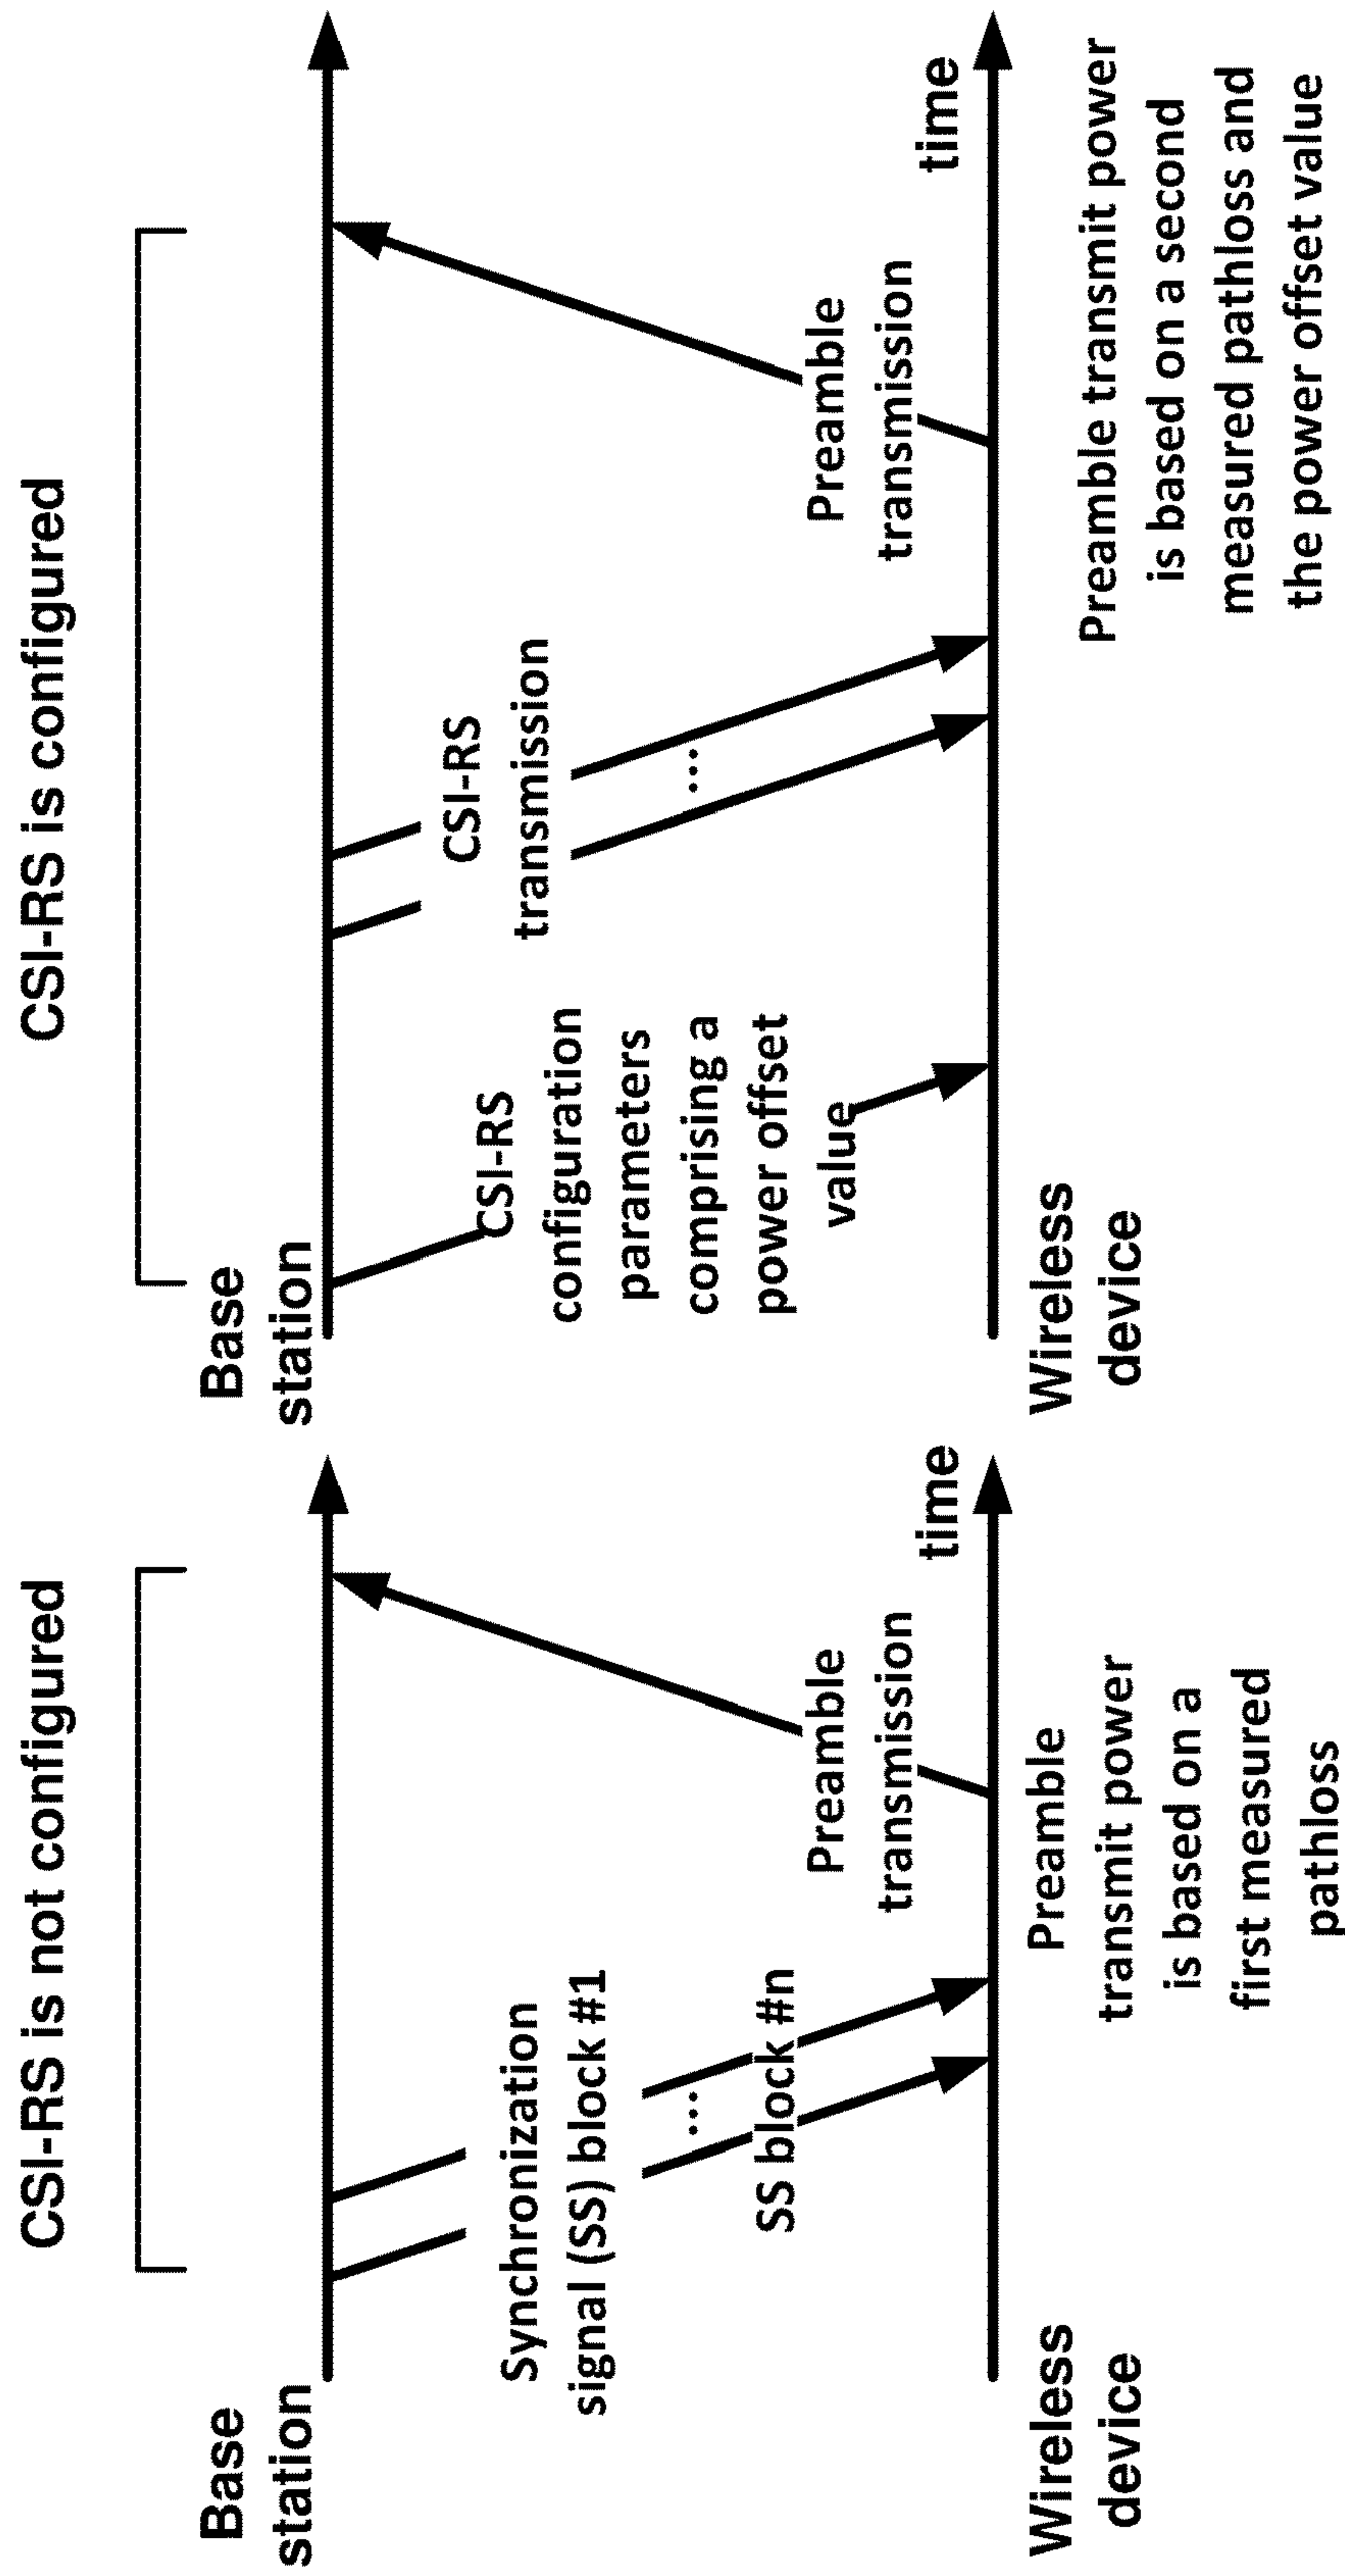 CSI-RS is not configured
Base
station
Synchronization
signal (SS) block #1
...
SS block #n
Preamble
transmission
time
Wireless
device
Preamble
transmit power
is based on a
first measured
pathloss
CSI-RS is configured
Base
station
CSI-RS
configuration
parameters
comprising a
power offset
value
CSI-RS
transmission
...
Preamble
transmission
time
Wireless
device
Preamble transmit power
is based on a second
measured pathloss and
the power offset value